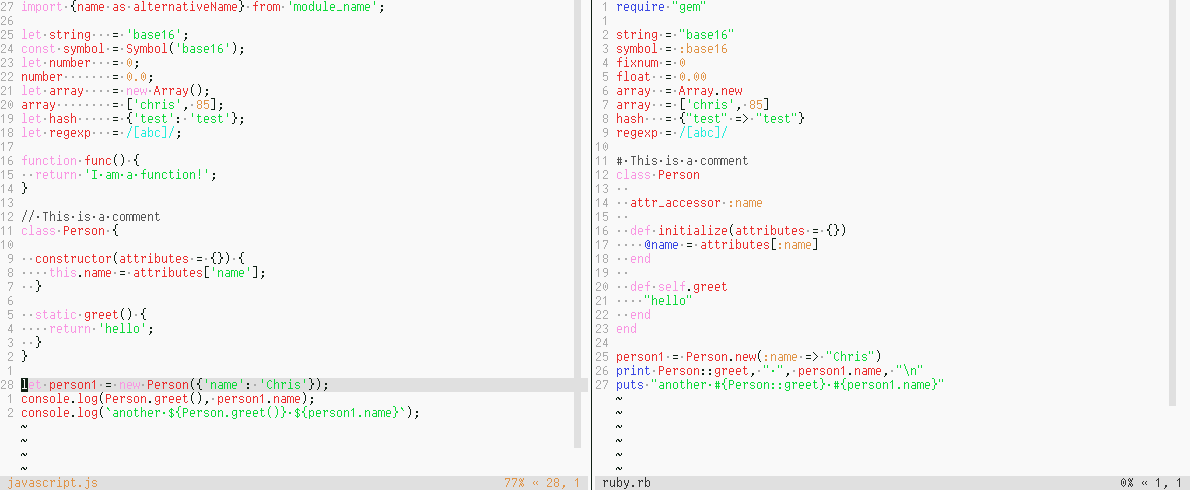 27 import {name as alternativeName} from 'module_name';
26
25 let string   = 'base16';
24 const symbol = Symbol('base16');
23 let number   = 0;
22 number       = 0.0;
21 let array    = new Array();
20 array        = ['chris', 85];
19 let hash     = {'test': 'test'};
18 let regexp   = /[abc]/;
17
16 function func() {
15   return 'I am a function!';
14 }
13
12 // This is a comment
11 class Person {
10
9   constructor(attributes = {}) {
8     this.name = attributes['name'];
7   }
6
5   static greet() {
4     return 'hello';
3   }
2 }
1
28 let person1 = new Person({'name': 'Chris'});
1 console.log(Person.greet(), person1.name);
2 console.log(`another ${Person.greet()} ${person1.name}`);
~
~
~
~
javascript.js 77% « 28, 1
1 require "gem"
1
2 string = "base16"
3 symbol = :base16
4 fixnum = 0
5 float  = 0.00
6 array  = Array.new
7 array  = ['chris', 85]
8 hash   = {"test" => "test"}
9 regexp = /[abc]/
10
11 # This is a comment
12 class Person
13
14   attr_accessor :name
15
16   def initialize(attributes = {})
17     @name = attributes[:name]
18   end
19
20   def self.greet
21     "hello"
22   end
23 end
24
25 person1 = Person.new(:name => "Chris")
26 print Person::greet, " ", person1.name, "\n"
27 puts "another #{Person::greet} #{person1.name}"
~
~
~
~
~
~
ruby.rb 0% « 1, 1